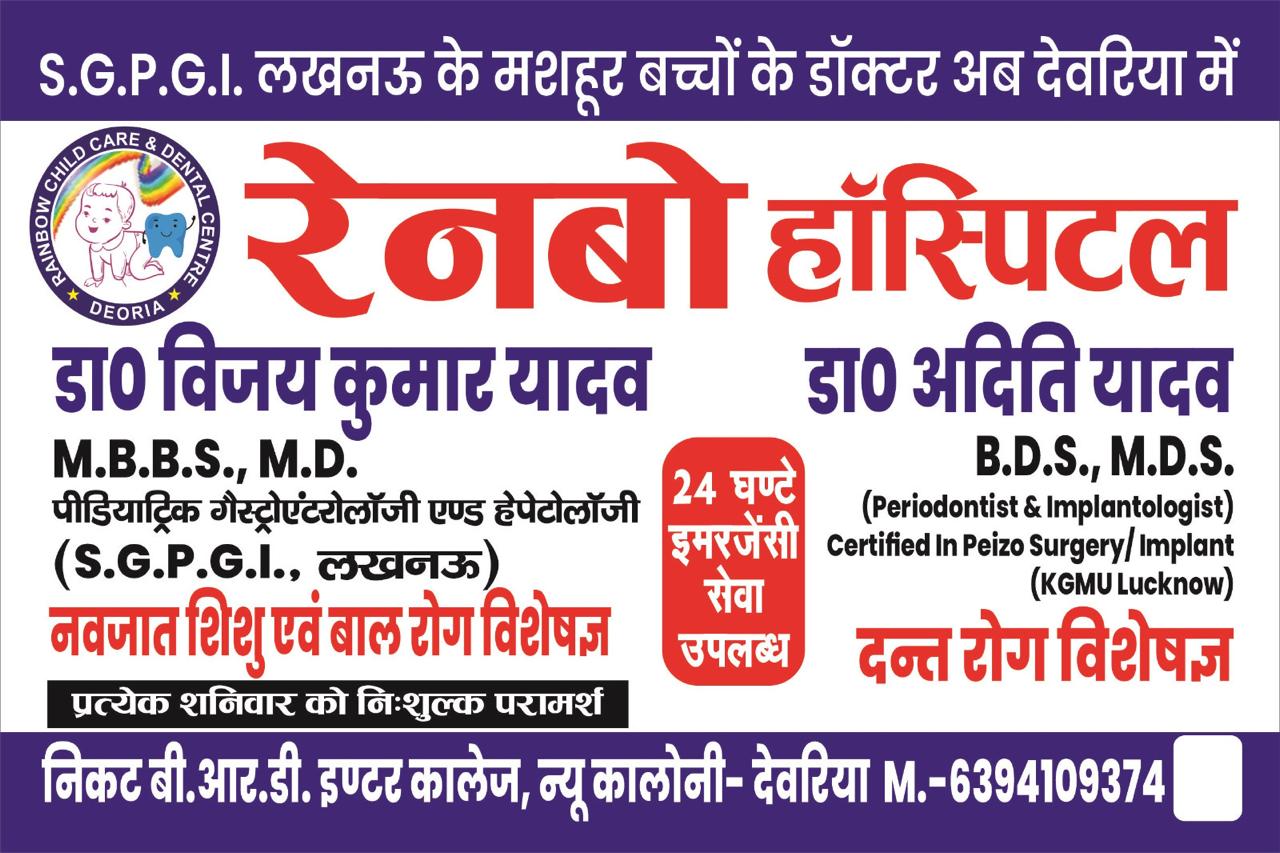 S.G.P.G.I. लखनऊ के मशहूर बच्चों के डॉक्टर अब देवरिया में
RAINBOW CHILD CARE & DENTAL CENTRE
DEORIA
रेनबो हॉस्पिटल
डा0 विजय कुमार यादव
M.B.B.S., M.D.
पीडियाट्रिक गैस्ट्रोएंटरोलॉजी एण्ड हेपेटोलॉजी
(S.G.P.G.I., लखनऊ)
नवजात शिशु एवं बाल रोग विशेषज्ञ
प्रत्येक शनिवार को निःशुल्क परामर्श
24 घण्टे
इमरजेंसी
सेवा
उपलब्ध
डा0 अदिति यादव
B.D.S., M.D.S.
(Periodontist & Implantologist)
Certified In Peizo Surgery/ Implant
(KGMU Lucknow)
दन्त रोग विशेषज्ञ
निकट बी.आर.डी. इण्टर कालेज, न्यू कालोनी- देवरिया M.-6394109374